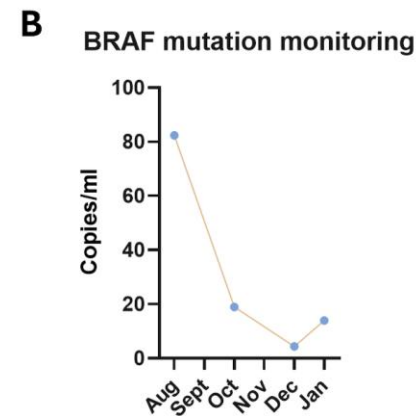 B
BRAF mutation monitoring
Copies/ml
100
80
60
40
20
0
Aug
Sept
Oct
Nov
Dec
Jan